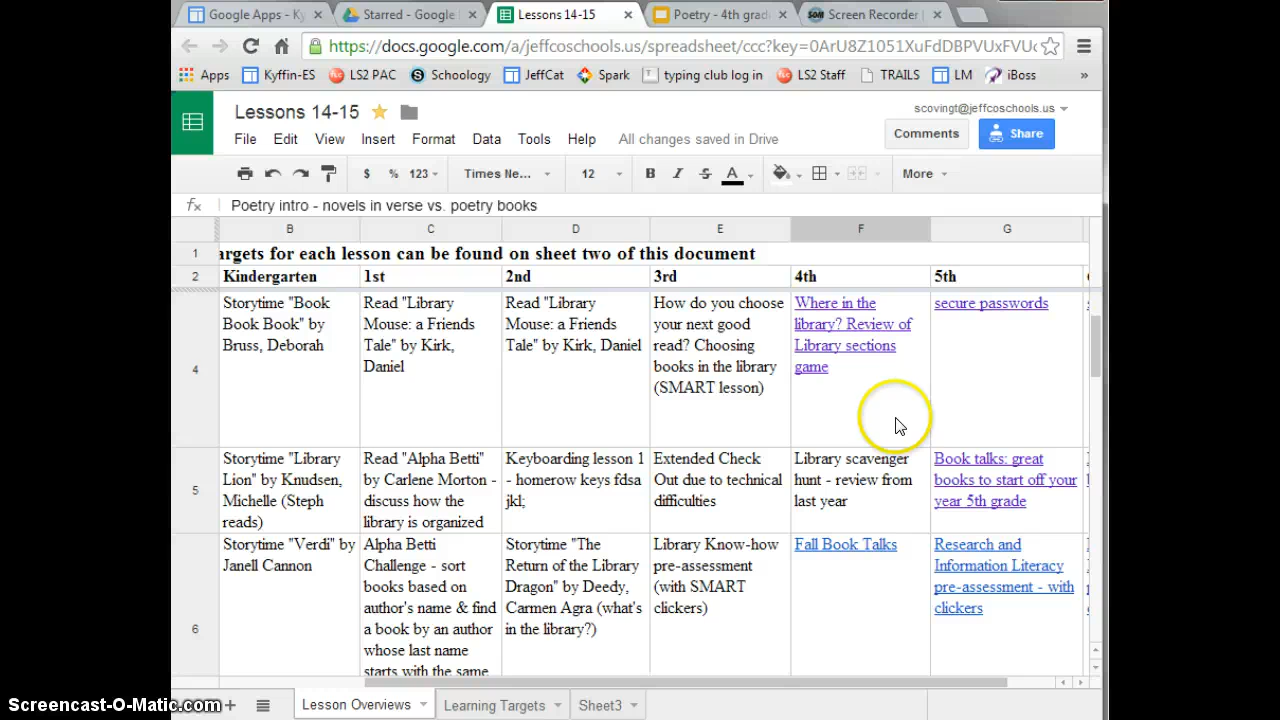 Google Apps - Ky
Starred - Google
Lessons 14-15
Poetry - 4th grad
SOM Screen Recorder
https://docs.google.com/a/jeffcoschools.us/spreadsheet/ccc?key=0ArU8Z1051XuFdDBPVUxFVUc
Apps Kyffin-ES LS2 PAC Schoology JeffCat Spark typing club log in LS2 Staff TRAILS LM iBoss »
Lessons 14-15
scovingt@jeffcoschools.us
File Edit View Insert Format Data Tools Help All changes saved in Drive
Comments Share
$ % 123 Times Ne... 12 B I S A More
fx Poetry intro - novels in verse vs. poetry books
B C D E F G
1 argets for each lesson can be found on sheet two of this document
2 Kindergarten 1st 2nd 3rd 4th 5th
4
Storytime "Book
Book Book" by
Bruss, Deborah
Read "Library
Mouse: a Friends
Tale" by Kirk,
Daniel
Read "Library
Mouse: a Friends
Tale" by Kirk, Daniel
How do you choose
your next good
read? Choosing
books in the library
(SMART lesson)
Where in the
library? Review of
Library sections
game
secure passwords
5
Storytime "Library
Lion" by Knudsen,
Michelle (Steph
reads)
Read "Alpha Betti"
by Carlene Morton -
discuss how the
library is organized
Keyboarding lesson 1
- homerow keys fdsa
jkl;
Extended Check
Out due to technical
difficulties
Library scavenger
hunt - review from
last year
Book talks: great
books to start off your
year 5th grade
6
Storytime "Verdi" by
Janell Cannon
Alpha Betti
Challenge - sort
books based on
author's name & find
a book by an author
whose last name
starts with the same
Storytime "The
Return of the Library
Dragon" by Deedy,
Carmen Agra (what's
in the library?)
Library Know-how
pre-assessment
(with SMART
clickers)
Fall Book Talks
Research and
Information Literacy
pre-assessment - with
clickers
Lesson Overviews Learning Targets Sheet3
Screencast-O-Matic.com